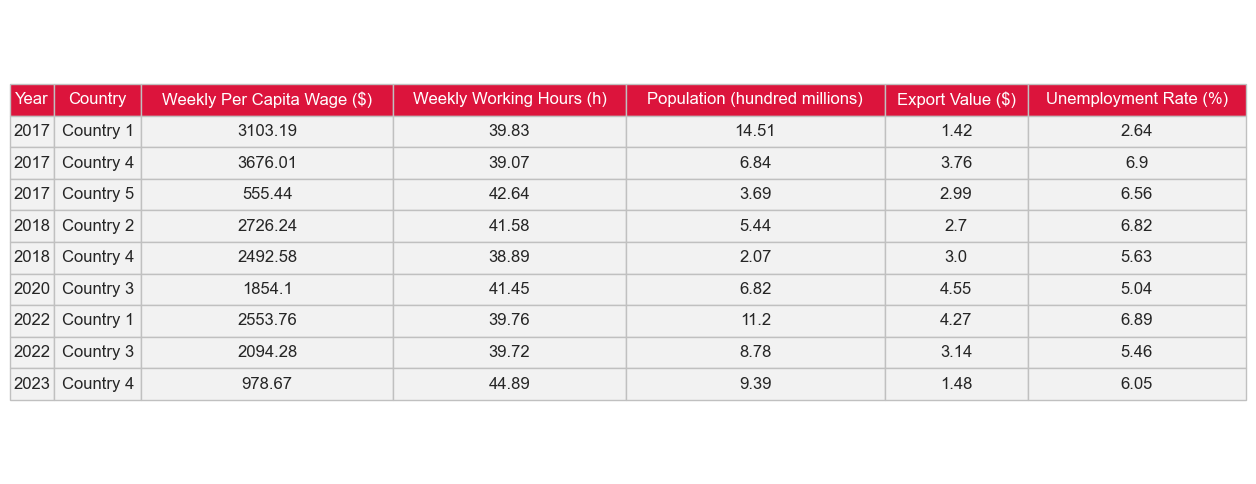 Year Country Weekly Per Capita Wage ($) Weekly Working Hours (h) Population (hundred millions) Export Value ($) Unemployment Rate (%)
2017 Country 1 3103.19 39.83 14.51 1.42 2.64
2017 Country 4 3676.01 39.07 6.84 3.76 6.9
2017 Country 5 555.44 42.64 3.69 2.99 6.56
2018 Country 2 2726.24 41.58 5.44 2.7 6.82
2018 Country 4 2492.58 38.89 2.07 3.0 5.63
2020 Country 3 1854.1 41.45 6.82 4.55 5.04
2022 Country 1 2553.76 39.76 11.2 4.27 6.89
2022 Country 3 2094.28 39.72 8.78 3.14 5.46
2023 Country 4 978.67 44.89 9.39 1.48 6.05